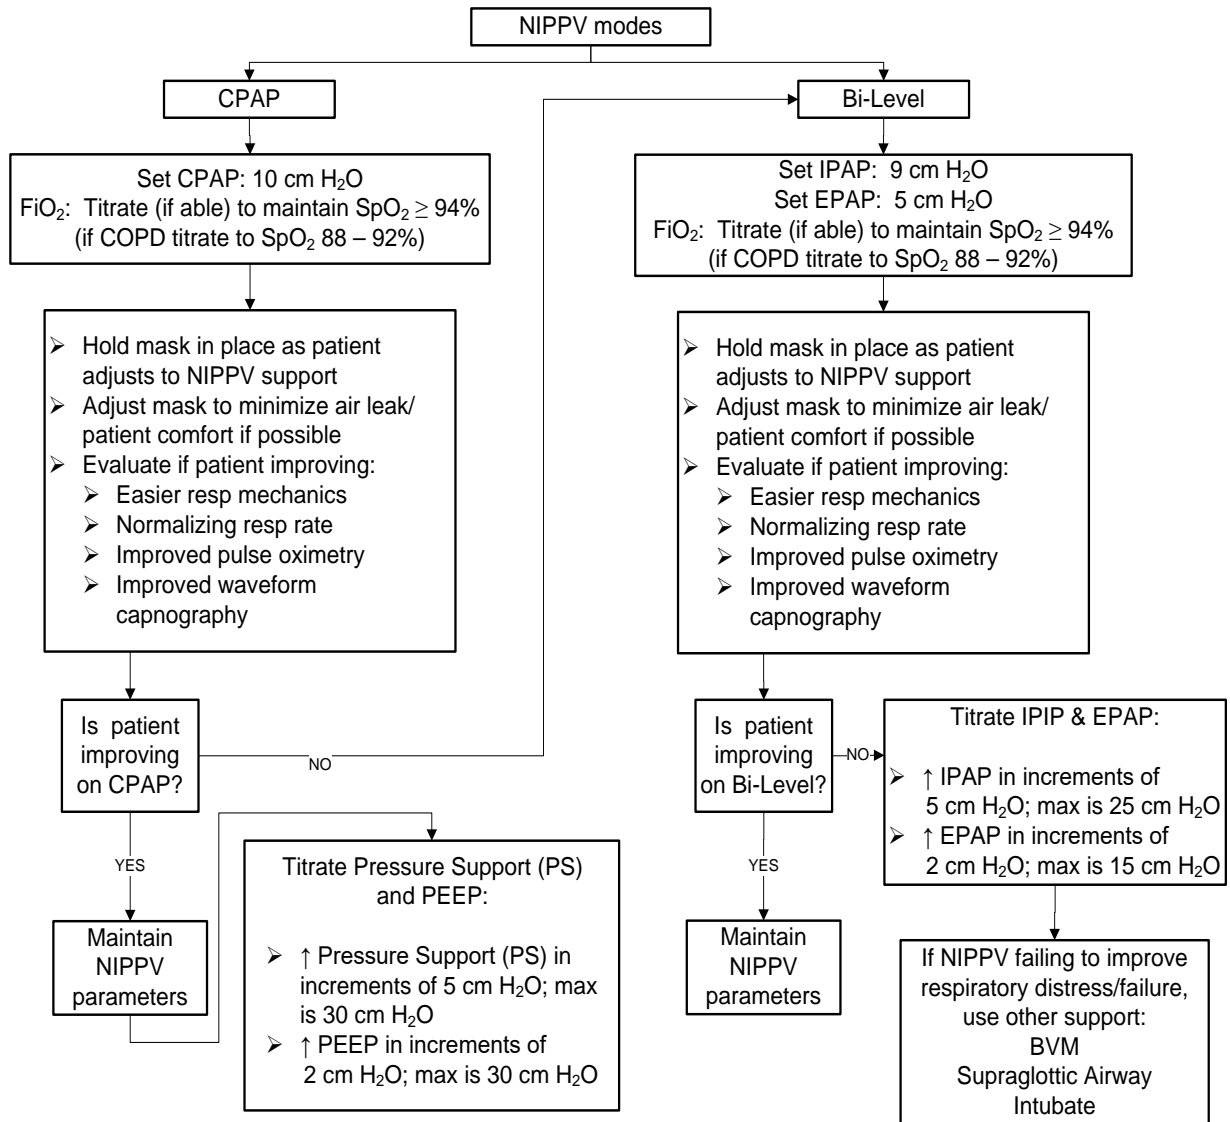 NIPPV modes
CPAP
Set CPAP: 10 cm H₂O
FiO₂: Titrate (if able) to maintain SpO₂ ≥ 94%
(if COPD titrate to SpO₂ 88 – 92%)
➢ Hold mask in place as patient
adjusts to NIPPV support
➢ Adjust mask to minimize air leak/
patient comfort if possible
➢ Evaluate if patient improving:
➢ Easier resp mechanics
➢ Normalizing resp rate
➢ Improved pulse oximetry
➢ Improved waveform
capnography
Is patient
improving
on CPAP?
NO
YES
Maintain
NIPPV
parameters
Titrate Pressure Support (PS)
and PEEP:
➢ ↑ Pressure Support (PS) in
increments of 5 cm H₂O; max
is 30 cm H₂O
➢ ↑ PEEP in increments of
2 cm H₂O; max is 30 cm H₂O
Bi-Level
Set IPAP: 9 cm H₂O
Set EPAP: 5 cm H₂O
FiO₂: Titrate (if able) to maintain SpO₂ ≥ 94%
(if COPD titrate to SpO₂ 88 – 92%)
➢ Hold mask in place as patient
adjusts to NIPPV support
➢ Adjust mask to minimize air leak/
patient comfort if possible
➢ Evaluate if patient improving:
➢ Easier resp mechanics
➢ Normalizing resp rate
➢ Improved pulse oximetry
➢ Improved waveform
capnography
Is patient
improving
on Bi-Level?
NO
YES
Maintain
NIPPV
parameters
Titrate IPIP & EPAP:
➢ ↑ IPAP in increments of
5 cm H₂O; max is 25 cm H₂O
➢ ↑ EPAP in increments of
2 cm H₂O; max is 15 cm H₂O
If NIPPV failing to improve
respiratory distress/failure,
use other support:
BVM
Supraglottic Airway
Intubate